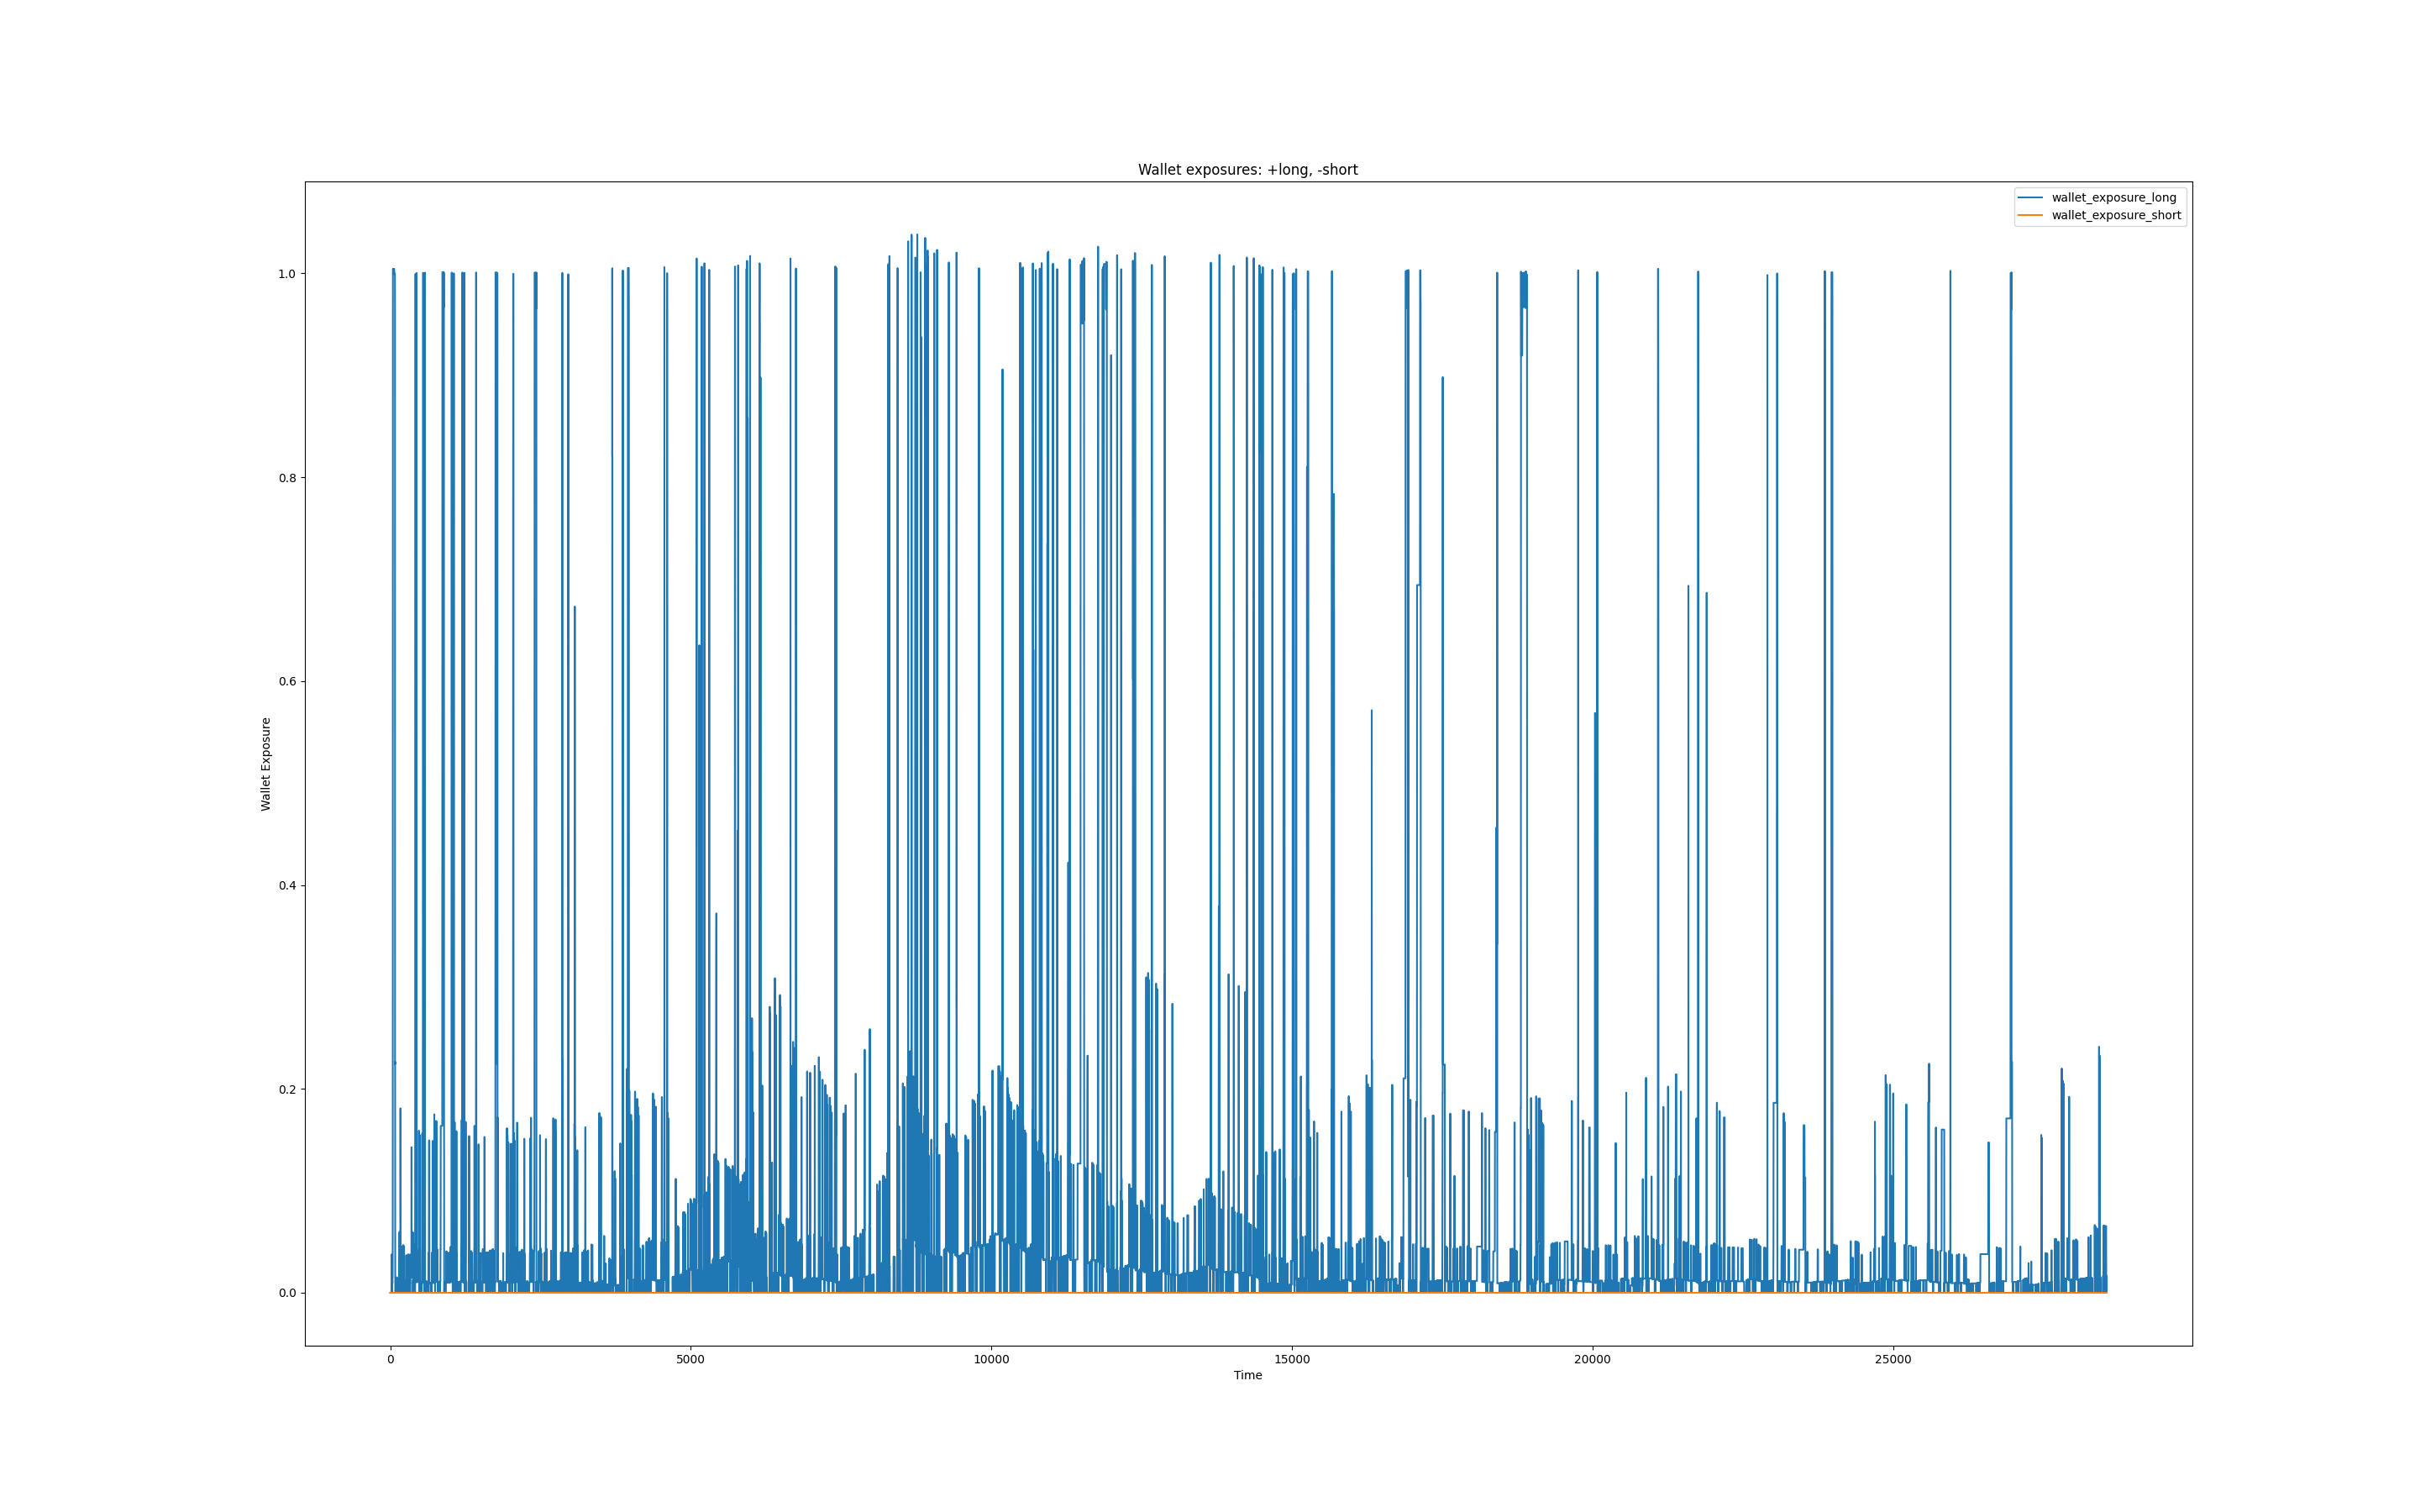 Wallet exposures: +long, -short
wallet_exposure_long
wallet_exposure_short
1.0
0.8
0.6
0.4
0.2
0.0
Wallet Exposure
0 5000 10000 15000 20000 25000
Time